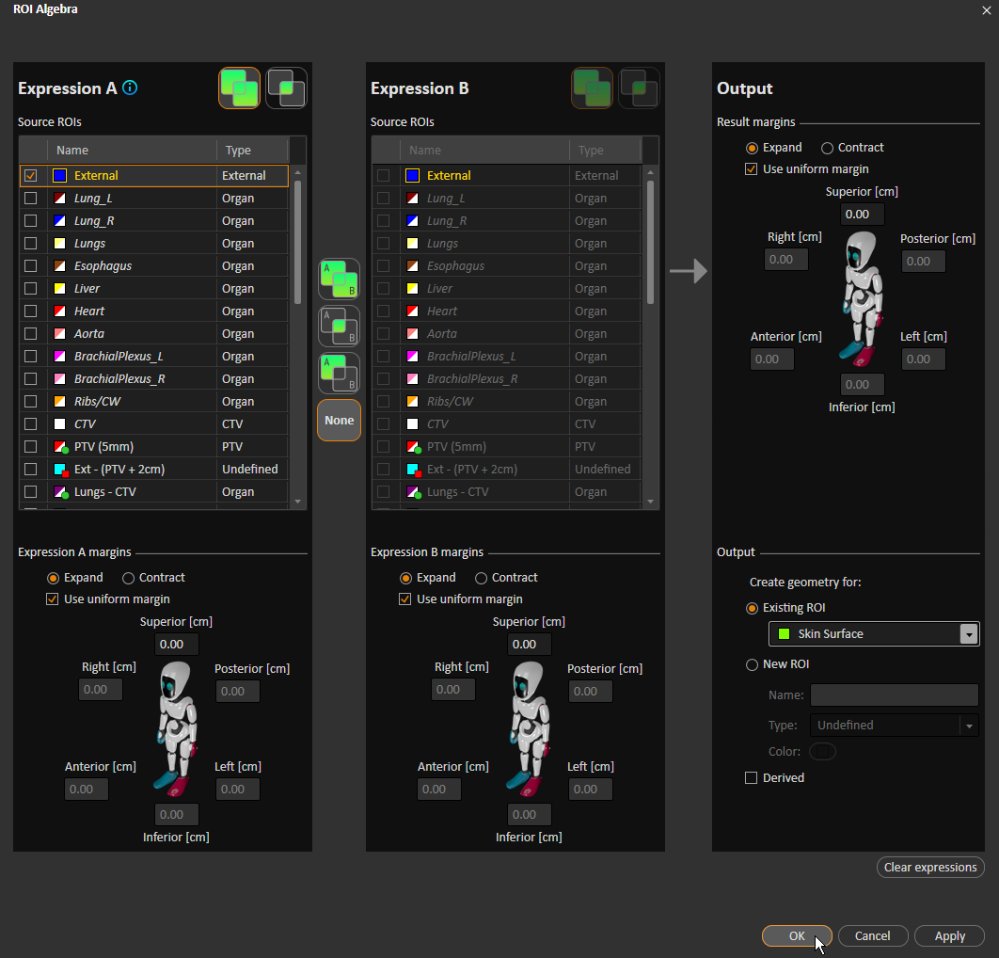 ROI Algebra
Expression A
Source ROIs
Name Type
External External
Lung_L Organ
Lung_R Organ
Lungs Organ
Esophagus Organ
Liver Organ
Heart Organ
Aorta Organ
BrachialPlexus_L Organ
BrachialPlexus_R Organ
Ribs/CW Organ
CTV CTV
PTV (5mm) PTV
Ext - (PTV + 2cm) Undefined
Lungs - CTV Organ
Expression A margins
Expand Contract
Use uniform margin
Superior [cm]
0.00
Right [cm] Posterior [cm]
0.00 0.00
Anterior [cm] Left [cm]
0.00 0.00
0.00
Inferior [cm]
A B
A B
A B
None
Expression B
Source ROIs
Name Type
External External
Lung_L Organ
Lung_R Organ
Lungs Organ
Esophagus Organ
Liver Organ
Heart Organ
Aorta Organ
BrachialPlexus_L Organ
BrachialPlexus_R Organ
Ribs/CW Organ
CTV CTV
PTV (5mm) PTV
Ext - (PTV + 2cm) Undefined
Lungs - CTV Organ
Expression B margins
Expand Contract
Use uniform margin
Superior [cm]
0.00
Right [cm] Posterior [cm]
0.00 0.00
Anterior [cm] Left [cm]
0.00 0.00
0.00
Inferior [cm]
Output
Result margins
Expand Contract
Use uniform margin
Superior [cm]
0.00
Right [cm] Posterior [cm]
0.00 0.00
Anterior [cm] Left [cm]
0.00 0.00
0.00
Inferior [cm]
Output
Create geometry for:
Existing ROI
Skin Surface
New ROI
Name:
Type: Undefined
Color:
Derived
Clear expressions
OK Cancel Apply